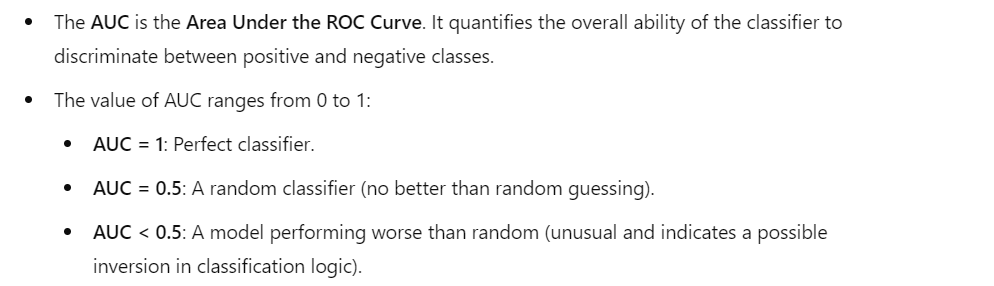 • The AUC is the Area Under the ROC Curve. It quantifies the overall ability of the classifier to
discriminate between positive and negative classes.
• The value of AUC ranges from 0 to 1:
• AUC = 1: Perfect classifier.
• AUC = 0.5: A random classifier (no better than random guessing).
• AUC < 0.5: A model performing worse than random (unusual and indicates a possible
inversion in classification logic).